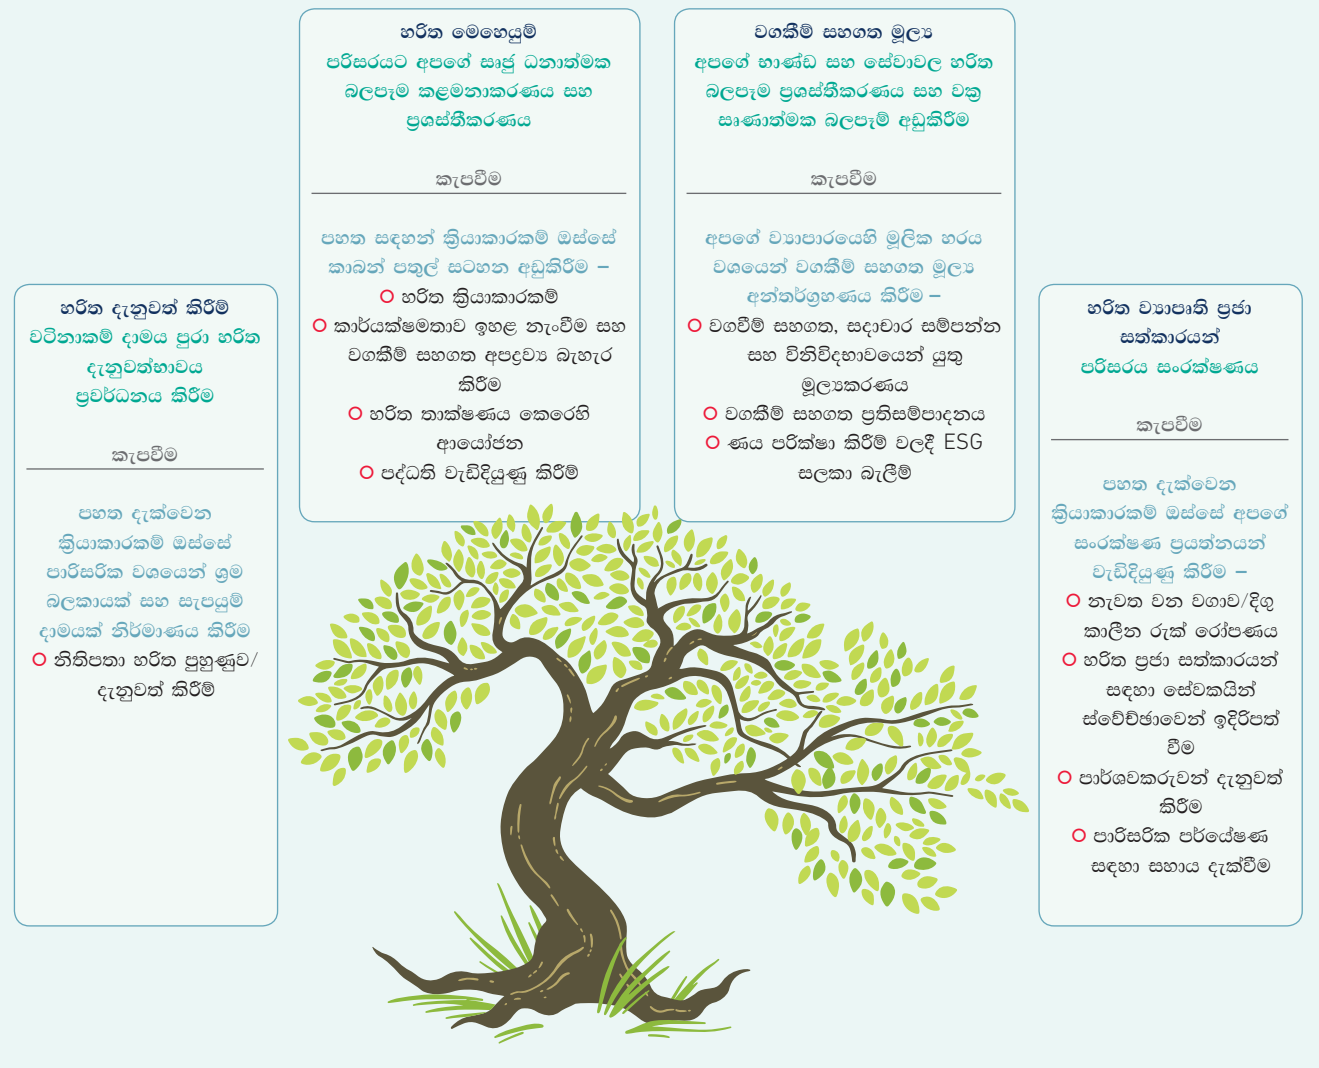 හරිත මෙහෙයුම්
පරිසරයට අපගේ සෘජු ධනාත්මක
බලපෑම කළමනාකරණය සහ
ප්‍රශස්තීකරණය
කැපවීම
පහත සඳහන් ක්‍රියාකාරකම් ඔස්සේ
කාබන් පතුල් සටහන අඩුකිරීම –
හරිත ක්‍රියාකාරකම්
කාර්යක්ෂමතාව ඉහළ නැංවීම සහ
වගකීම් සහගත අපද්‍රව්‍ය බැහැර
කිරීම
හරිත තාක්ෂණය කෙරෙහි
ආයෝජන
පද්ධති වැඩිදියුණු කිරීම්
වගකීම් සහගත මූල්‍ය
අපගේ භාණ්ඩ සහ සේවාවල හරිත
බලපෑම ප්‍රශස්තීකරණය සහ වක්‍ර
සෘණාත්මක බලපෑම් අඩුකිරීම
කැපවීම
අපගේ ව්‍යාපාරයෙහි මූලික හරය
වශයෙන් වගකීම් සහගත මූල්‍ය
අන්තර්ග්‍රහණය කිරීම –
වගවීම් සහගත, සදාචාර සම්පන්න
සහ විනිවිදභාවයෙන් යුතු
මූල්‍යකරණය
වගකීම් සහගත ප්‍රතිසම්පාදනය
ණය පරික්ෂා කිරීම් වලදී ESG
සලකා බැලීම්
හරිත දැනුවත් කිරීම්
වටිනාකම් දාමය පුරා හරිත
දැනුවත්භාවය
ප්‍රවර්ධනය කිරීම
කැපවීම
පහත දැක්වෙන
ක්‍රියාකාරකම් ඔස්සේ
පාරිසරික වශයෙන් ශ්‍රම
බලකායක් සහ සැපයුම්
දාමයක් නිර්මාණය කිරීම
නිතිපතා හරිත පුහුණුව/
දැනුවත් කිරීම්
හරිත ව්‍යාපෘති ප්‍රජා
සත්කාරයන්
පරිසරය සංරක්ෂණය
කැපවීම
පහත දැක්වෙන
ක්‍රියාකාරකම් ඔස්සේ අපගේ
සංරක්ෂණ ප්‍රයත්නයන්
වැඩිදියුණු කිරීම –
නැවත වන වගාව/දිගු
කාලීන රුක් රෝපණය
හරිත ප්‍රජා සත්කාරයන්
සඳහා සේවකයින්
ස්වේච්ඡාවෙන් ඉදිරිපත්
වීම
පාර්ශවකරුවන් දැනුවත්
කිරීම
පාරිසරික පර්යේෂණ
සඳහා සහාය දැක්වීම